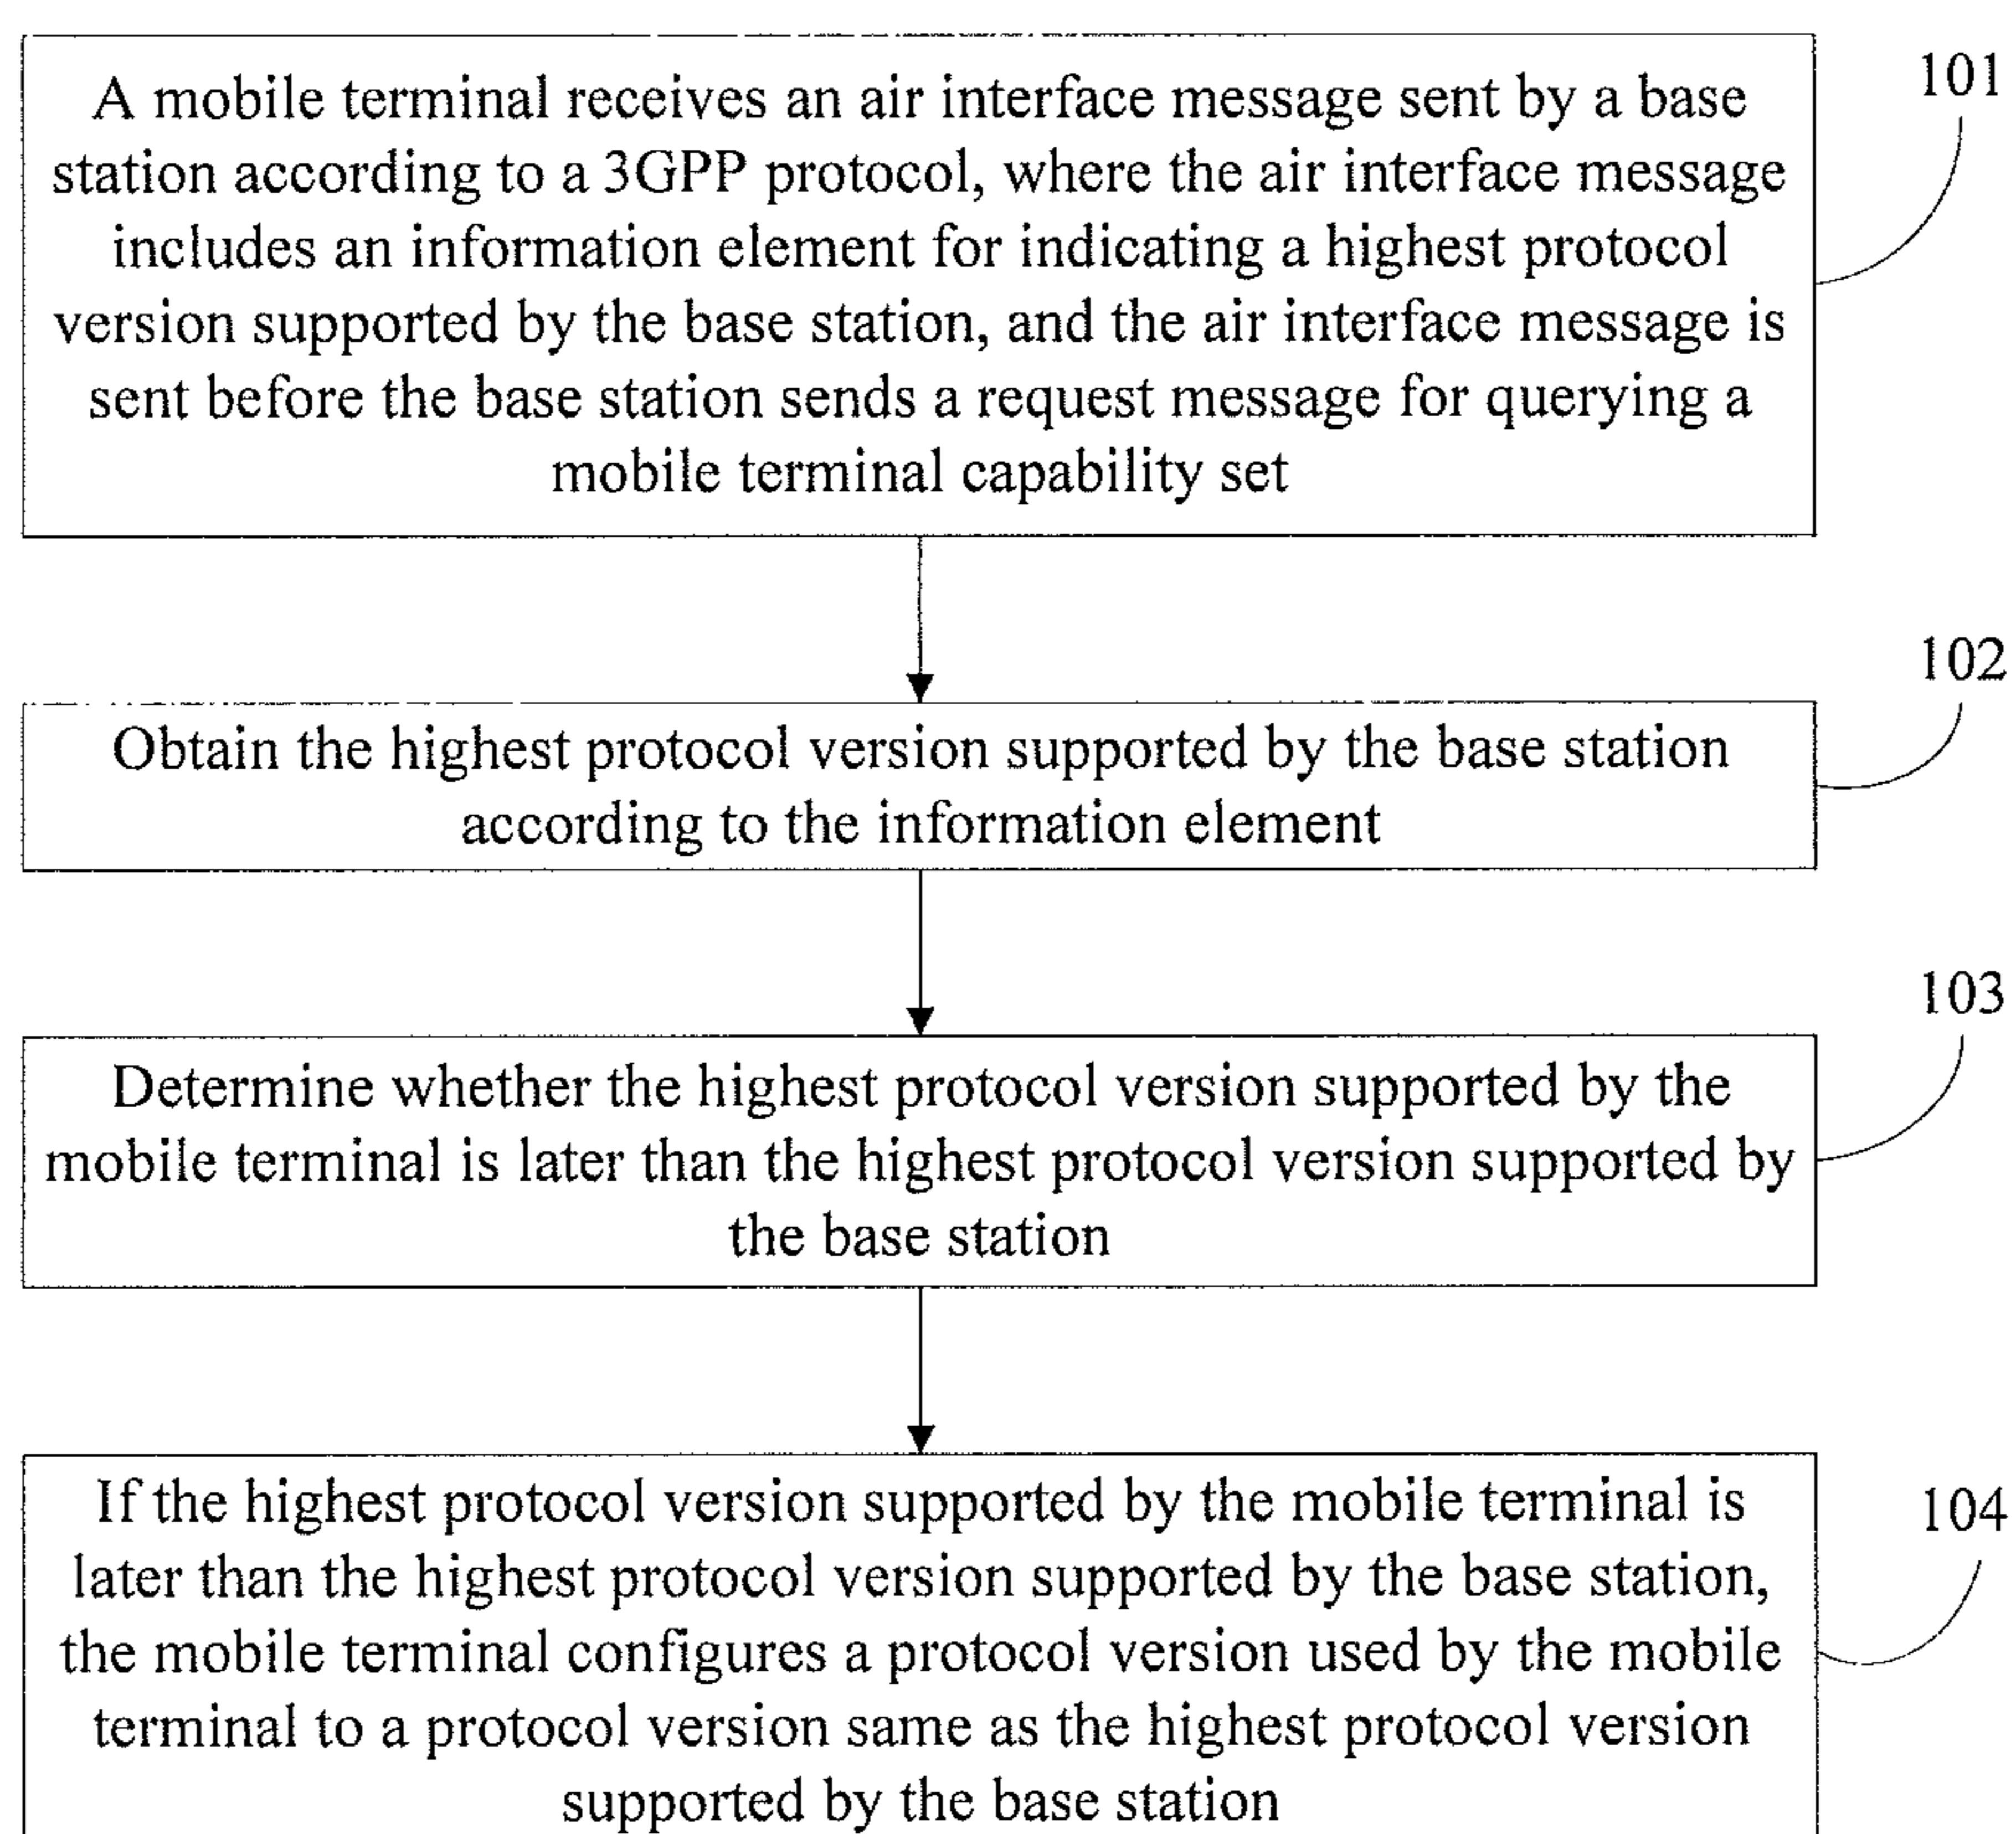 A mobile terminal receives an air interface message sent by a base
station according to a 3GPP protocol, where the air interface message
includes an information element for indicating a highest protocol
version supported by the base station, and the air interface message is
sent before the base station sends a request message for querying a
mobile terminal capability set
101
102
Obtain the highest protocol version supported by the base station
according to the information element
103
Determine whether the highest protocol version supported by the
mobile terminal is later than the highest protocol version supported by
the base station
If the highest protocol version supported by the mobile terminal is
later than the highest protocol version supported by the base station,
the mobile terminal configures a protocol version used by the mobile
terminal to a protocol version same as the highest protocol version
supported by the base station
104